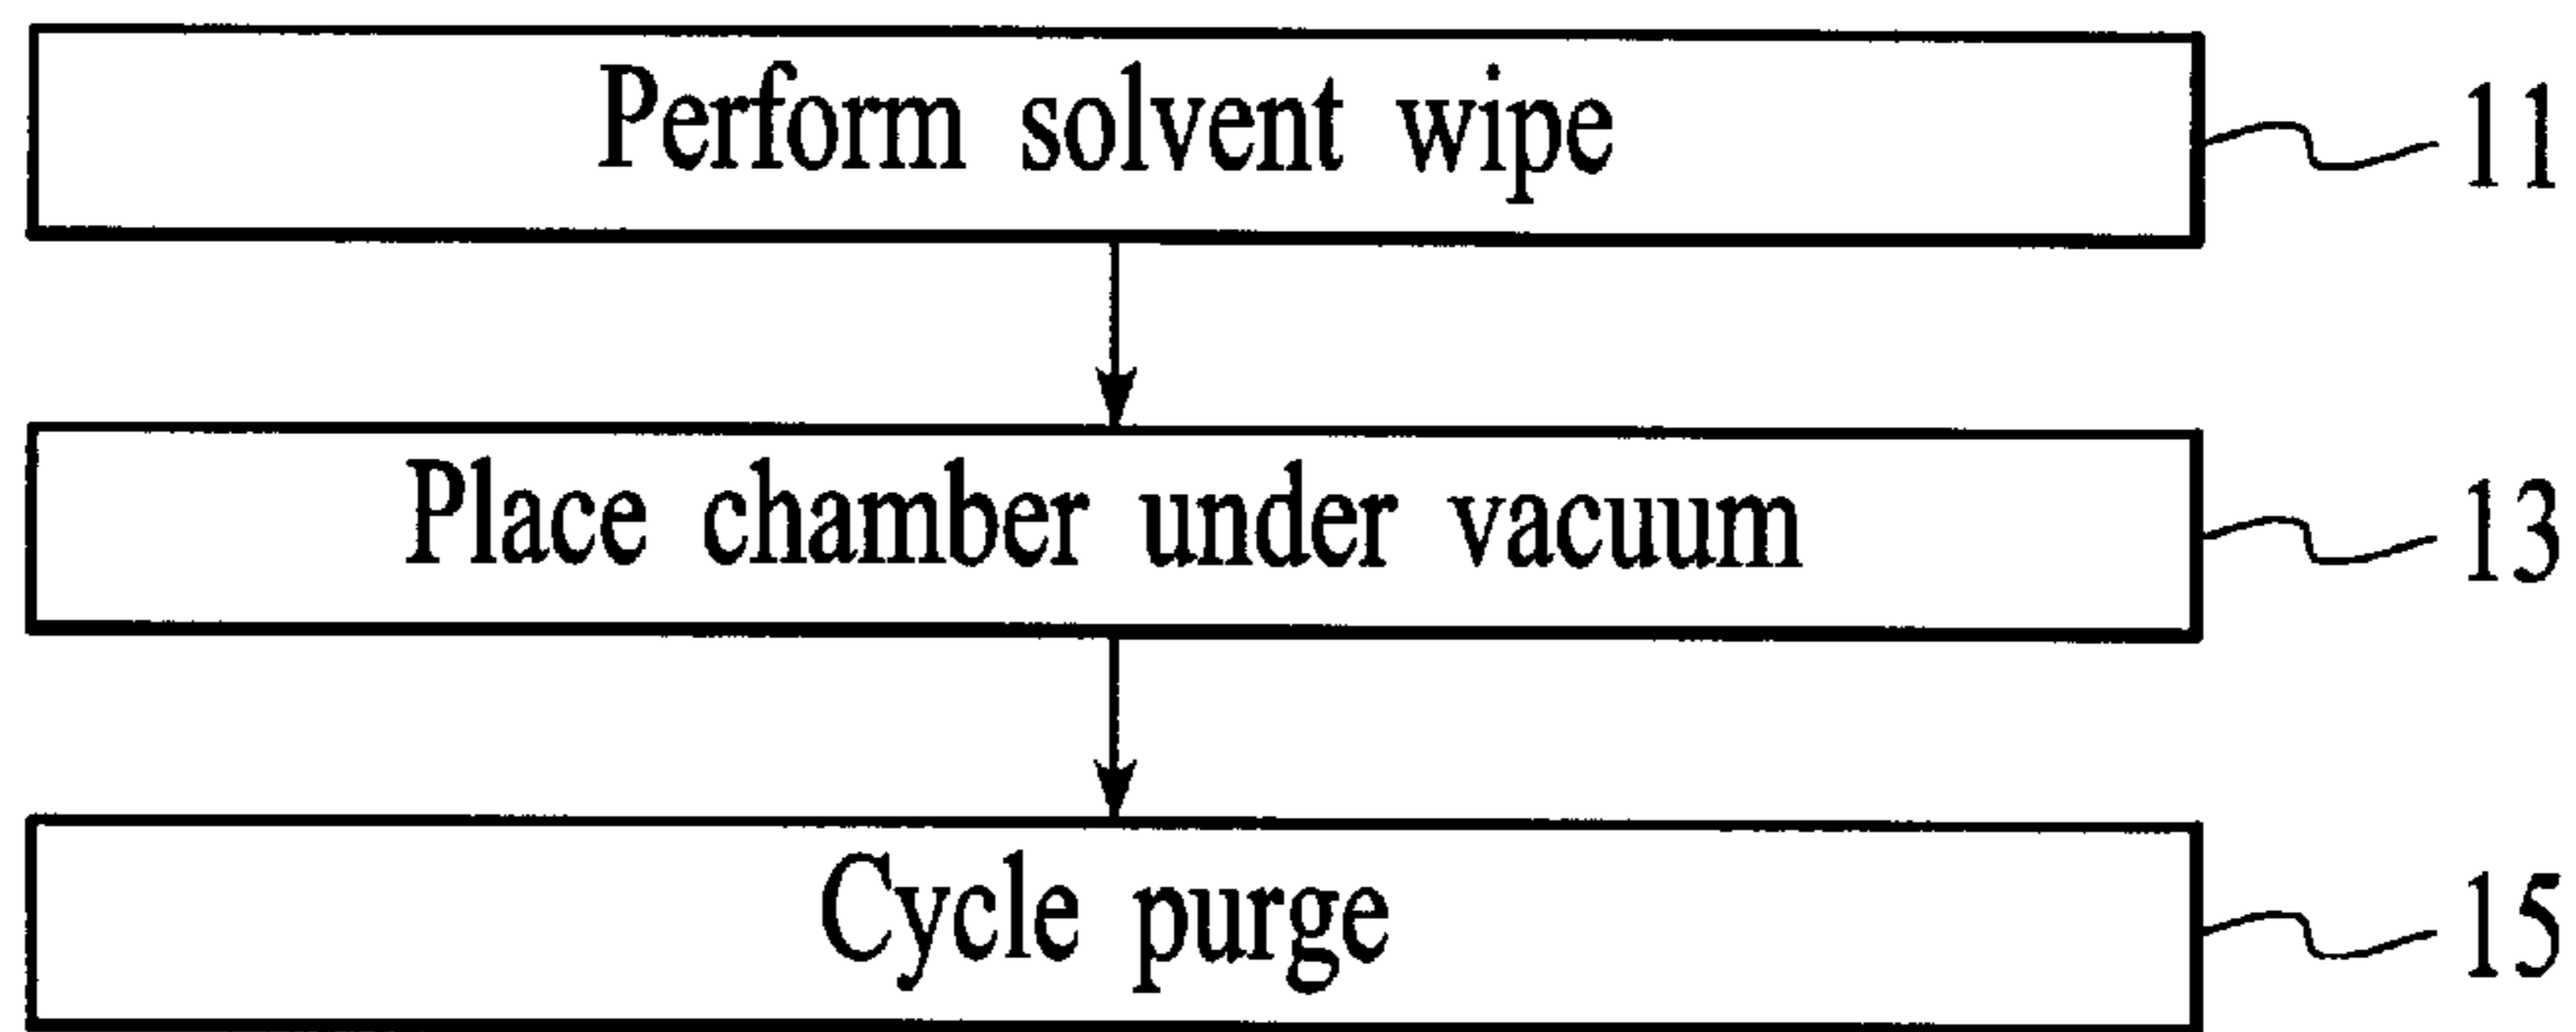 Perform solvent wipe 11
Place chamber under vacuum 13
Cycle purge 15